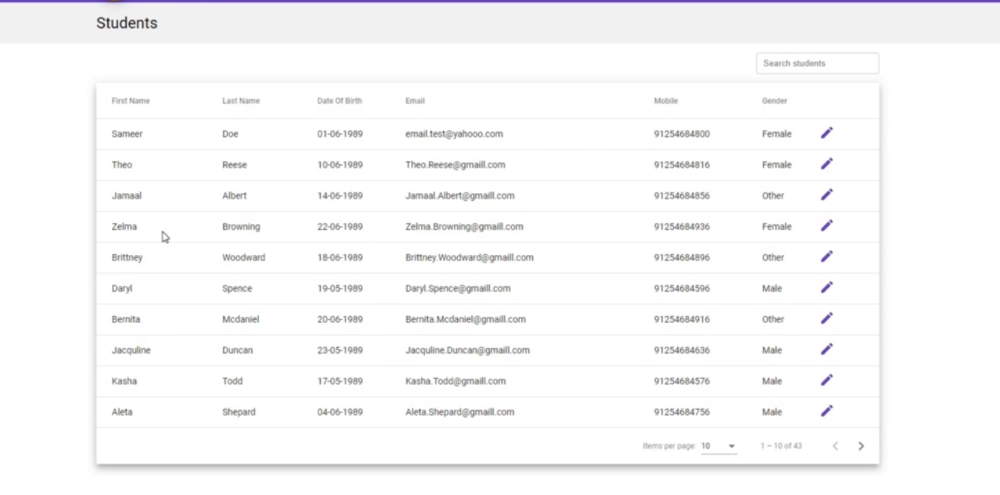 Students
Search students
First Name Last Name Date Of Birth Email Mobile Gender
Sameer Doe 01-06-1989 email.test@yahooo.com 91254684800 Female
Theo Reese 10-06-1989 Theo.Reese@gmaill.com 91254684816 Female
Jamaal Albert 14-06-1989 Jamaal.Albert@gmaill.com 91254684856 Other
Zelma Browning 22-06-1989 Zelma.Browning@gmaill.com 91254684936 Female
Brittney Woodward 18-06-1989 Brittney.Woodward@gmaill.com 91254684896 Other
Daryl Spence 19-05-1989 Daryl.Spence@gmaill.com 91254684596 Male
Bernita Mcdaniel 20-06-1989 Bernita.Mcdaniel@gmaill.com 91254684916 Other
Jacquline Duncan 23-05-1989 Jacquline.Duncan@gmaill.com 91254684636 Male
Kasha Todd 17-05-1989 Kasha.Todd@gmaill.com 91254684576 Male
Aleta Shepard 04-06-1989 Aleta.Shepard@gmaill.com 91254684756 Male
Items per page: 10 1 – 10 of 43